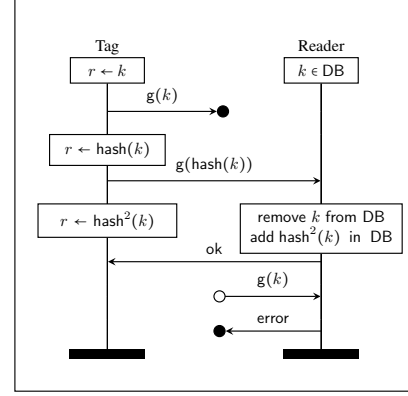 Tag
Reader
r ← k
k ∈ DB
g(k)
r ← hash(k)
g(hash(k))
r ← hash²(k)
remove k from DB
add hash²(k) in DB
ok
g(k)
error